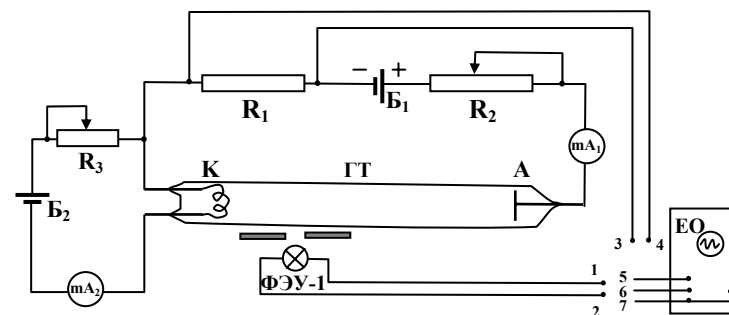 − +
R₁ Б₁ R₂
R₃ mA₁
К ГТ А
Б₂
ЕО
3 4
ФЭУ-1 1 5
6
mA₂ 2 7